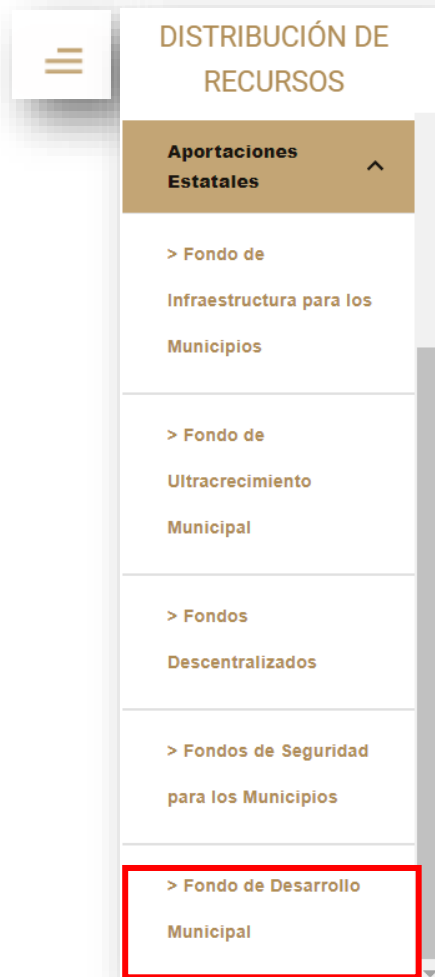 DISTRIBUCIÓN DE
RECURSOS
Aportaciones
Estatales
> Fondo de
Infraestructura para los
Municipios
> Fondo de
Ultracrecimiento
Municipal
> Fondos
Descentralizados
> Fondos de Seguridad
para los Municipios
> Fondo de Desarrollo
Municipal